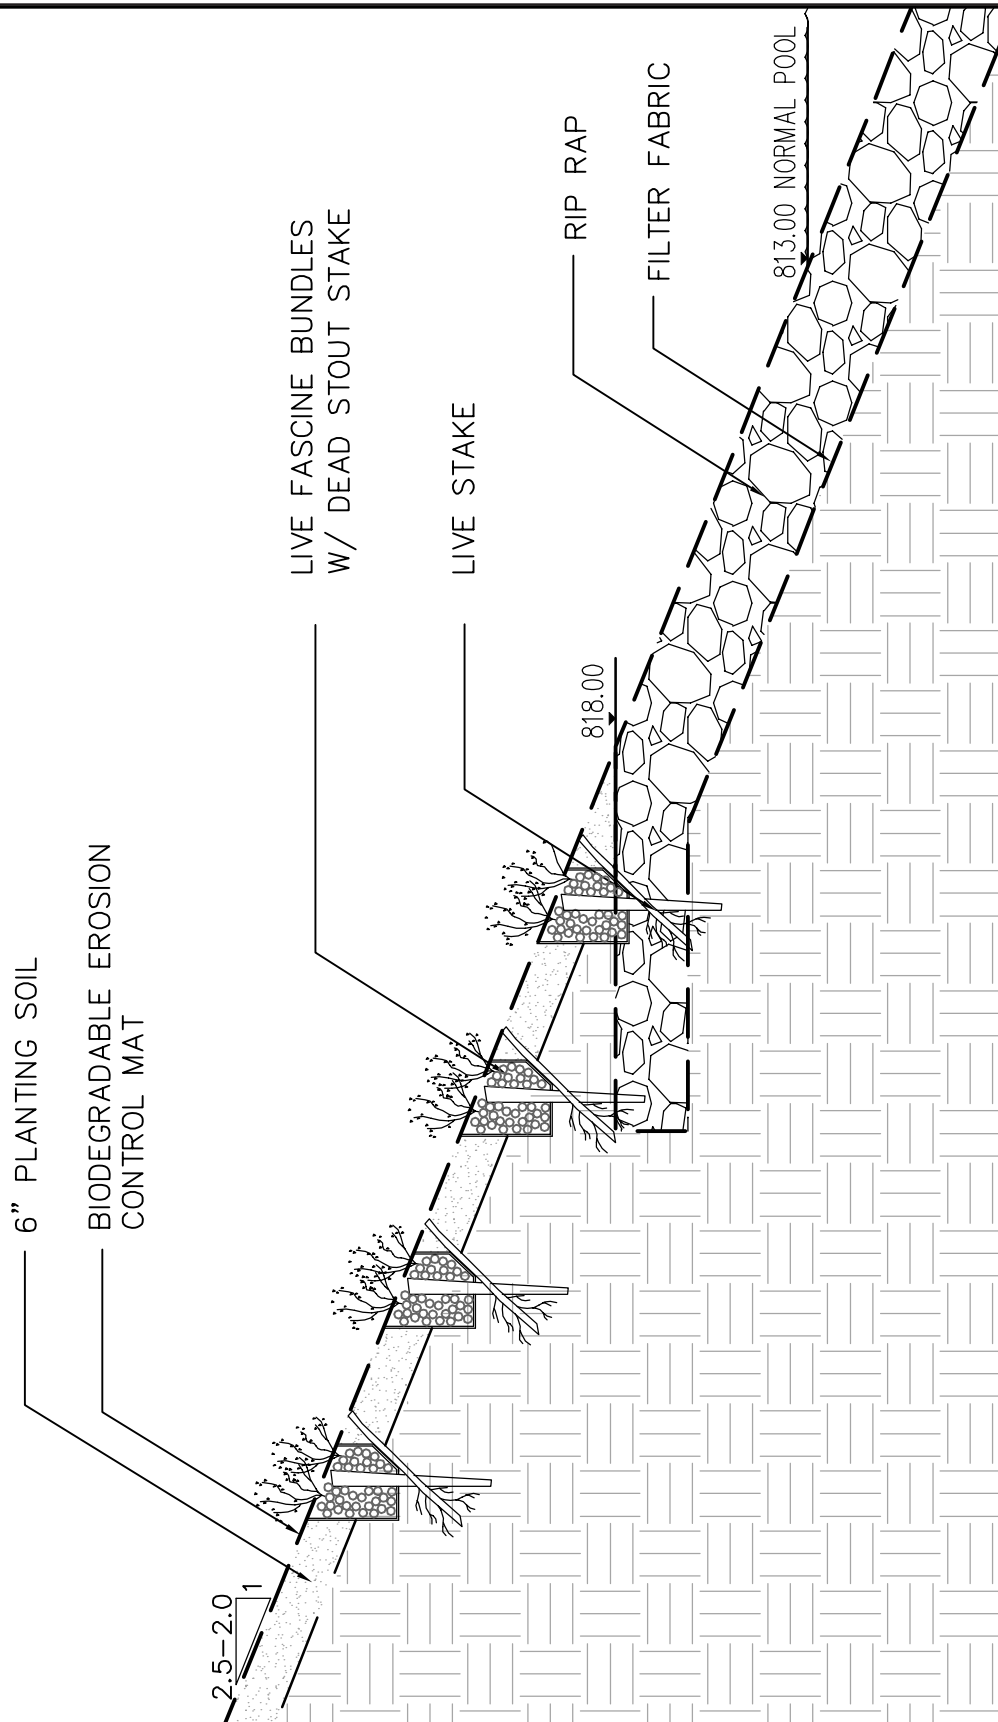 6” PLANTING SOIL
BIODEGRADABLE EROSION
CONTROL MAT
LIVE FASCINE BUNDLES
W/ DEAD STOUT STAKE
LIVE STAKE
RIP RAP
FILTER FABRIC
813.00 NORMAL POOL
818.00
2.5–2.0
1